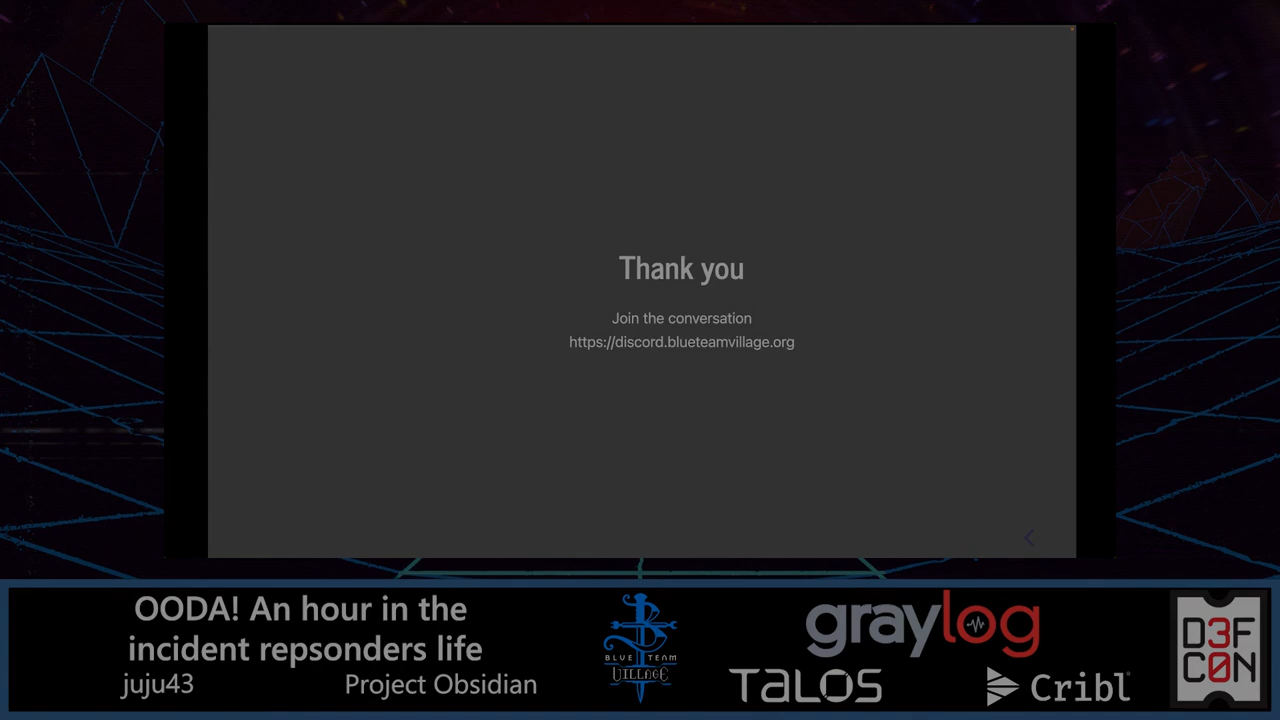 Thank you
Join the conversation
https://discord.blueteamvillage.org
OODA! An hour in the
incident repsonders life
juju43
Project Obsidian
BLUE TEAM
VILLAGE
graylog
TALOS
Cribl
D3F
C0N